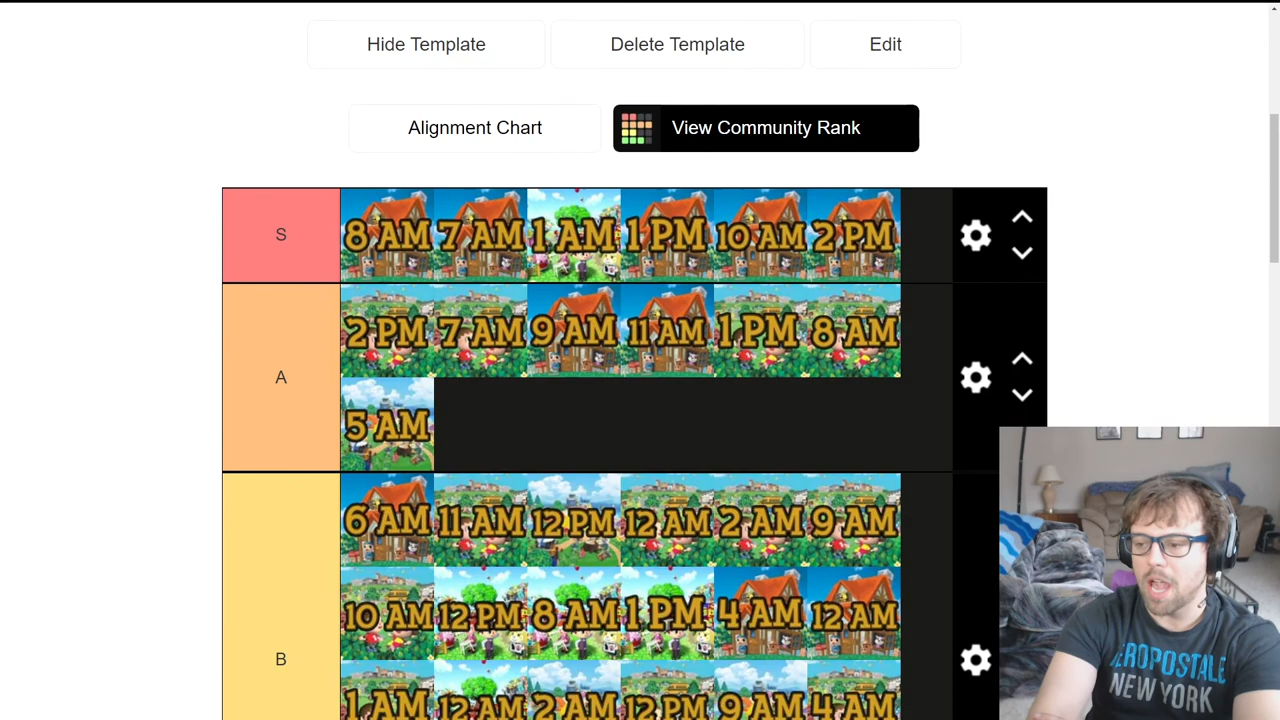 Hide Template Delete Template Edit
Alignment Chart View Community Rank
S 8 AM 7 AM 1 AM 1 PM 10 AM 2 PM
A 2 PM 7 AM 9 AM 11 AM 1 PM 8 AM
5 AM
6 AM 11 AM 12 PM 12 AM 2 AM 9 AM
10 AM 12 PM 8 AM 1 PM 4 AM 12 AM
B 1 AM 12 AM 2 AM 12 PM 9 AM 4 AM
AEROPOSTALE
NEW YORK